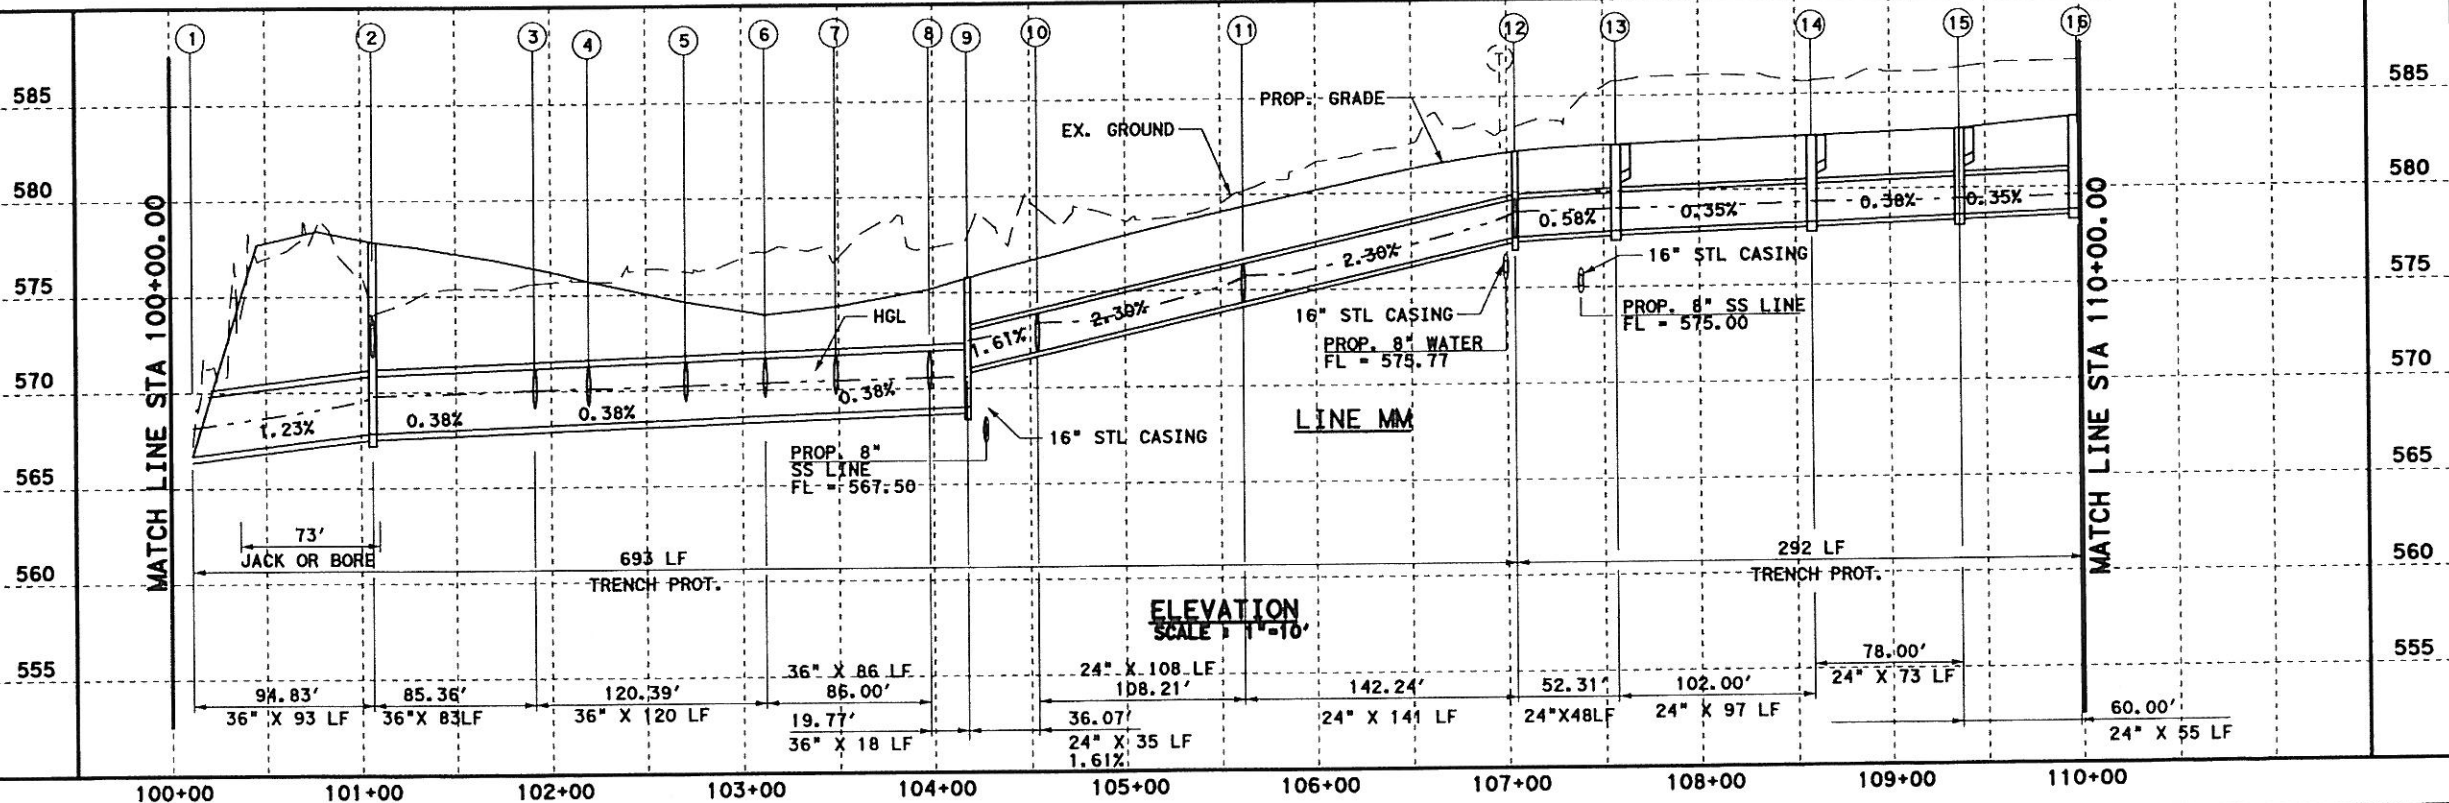 1 2 3 4 5 6 7 8 9 10 11 T 12 13 14 15 16
585 585
580 580
575 575
570 570
565 565
560 560
555 555
MATCH LINE STA 100+00.00
MATCH LINE STA 110+00.00
PROP. GRADE
EX. GROUND
HGL
1.23%
0.38%
0.38%
0.38%
1.61%
2.30%
2.30%
0.58%
0.35%
0.38%
0.35%
16" STL CASING
PROP. 8" SS LINE
FL = 575.00
16" STL CASING
PROP. 8" WATER
FL = 575.77
LINE MM
16" STL CASING
PROP. 8"
SS LINE
FL = 567.50
73'
JACK OR BORE
693 LF
TRENCH PROT.
292 LF
TRENCH PROT.
ELEVATION
SCALE : 1"=10'
94.83'
36" X 93 LF
85.36'
36"X 83LF
120.39'
36" X 120 LF
36" X 86 LF
86.00'
19.77'
36" X 18 LF
36.07'
24" X 35 LF
1.61%
24" X 108 LF
108.21'
142.24'
24" X 141 LF
52.31'
24"X48LF
102.00'
24" X 97 LF
78.00'
24" X 73 LF
60.00'
24" X 55 LF
100+00 101+00 102+00 103+00 104+00 105+00 106+00 107+00 108+00 109+00 110+00